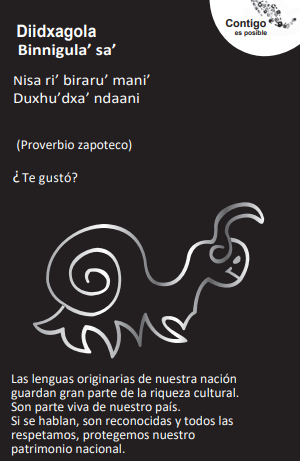 Contigo
es posible
Diidxagola
Binnigula’ sa’
Nisa ri’ biraru’ mani’
Duxhu’dxa’ ndaani
(Proverbio zapoteco)
¿Te gustó?
Las lenguas originarias de nuestra nación
guardan gran parte de la riqueza cultural.
Son parte viva de nuestro país.
Si se hablan, son reconocidas y todos las
respetamos, protegemos nuestro
patrimonio nacional.